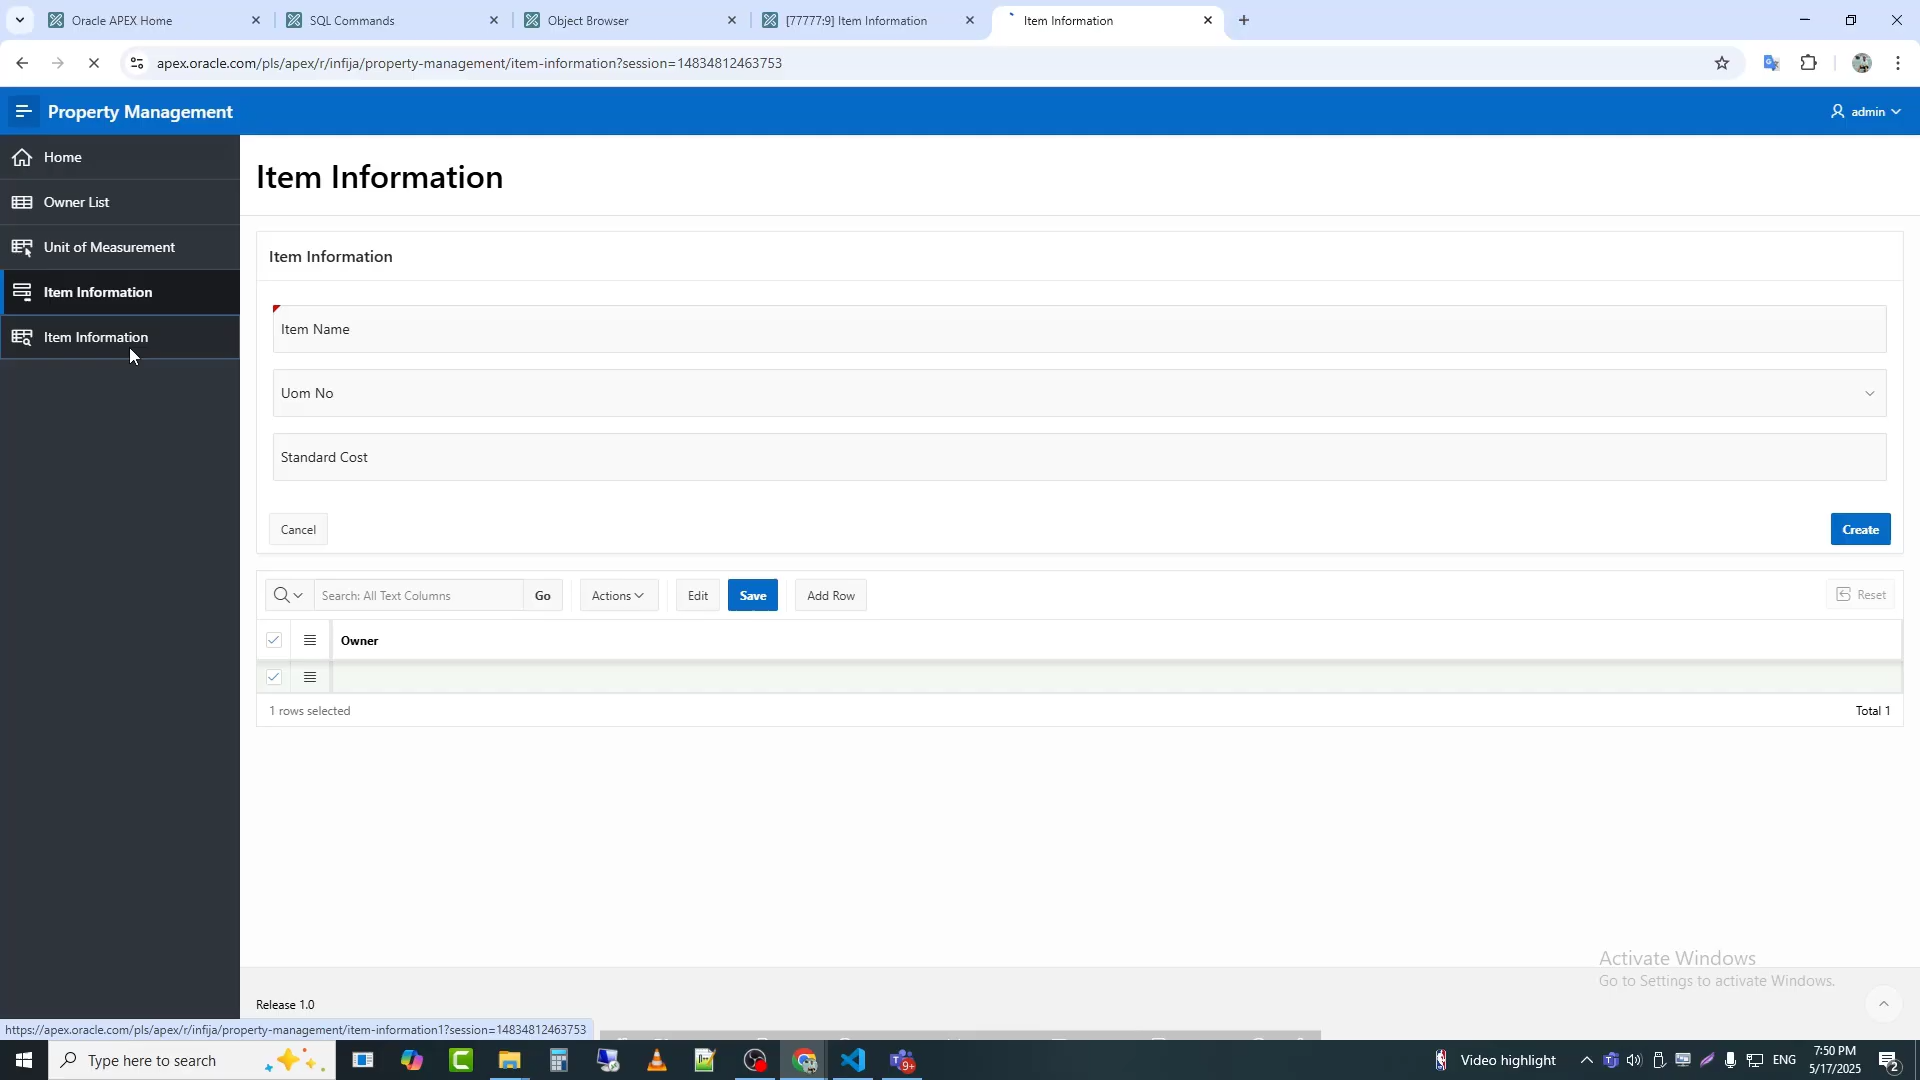 Oracle APEX Home
SQL Commands
Object Browser
[77777:9] Item Information
Item Information
apex.oracle.com/pls/apex/r/infija/property-management/item-information?session=14834812463753
Property Management
admin
Home
Owner List
Unit of Measurement
Item Information
Item Information
Item Information
Item Information
Item Name
Uom No
Standard Cost
Cancel
Create
Search: All Text Columns
Go
Actions
Edit
Save
Add Row
Reset
Owner
1 rows selected
Total 1
Activate Windows
Go to Settings to activate Windows.
Release 1.0
https://apex.oracle.com/pls/apex/r/infija/property-management/item-information1?session=14834812463753
Type here to search
9+
Video highlight
ENG
7:50 PM
5/17/2025
2